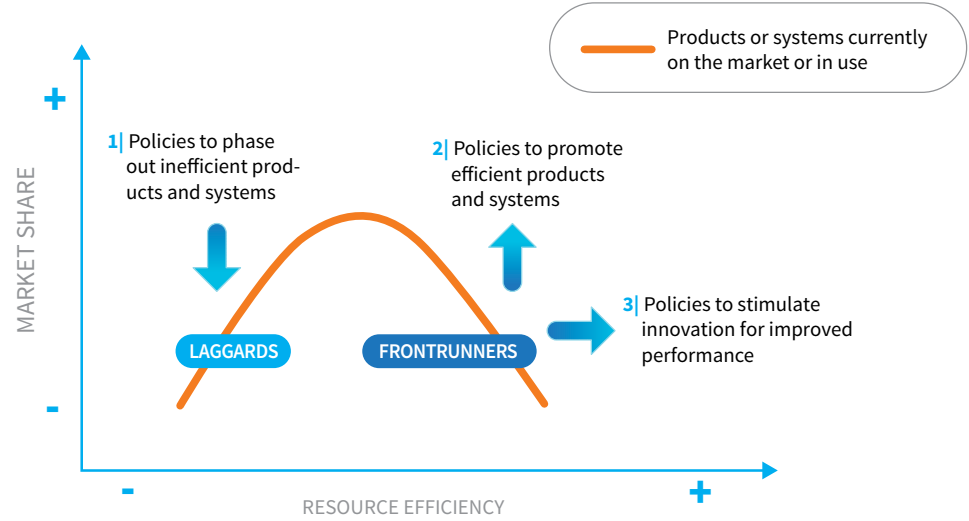 Products or systems currently
on the market or in use
+
1| Policies to phase
out inefficient prod-
ucts and systems
2| Policies to promote
efficient products
and systems
MARKET SHARE
3| Policies to stimulate
innovation for improved
performance
LAGGARDS
FRONTRUNNERS
-
-
+
RESOURCE EFFICIENCY